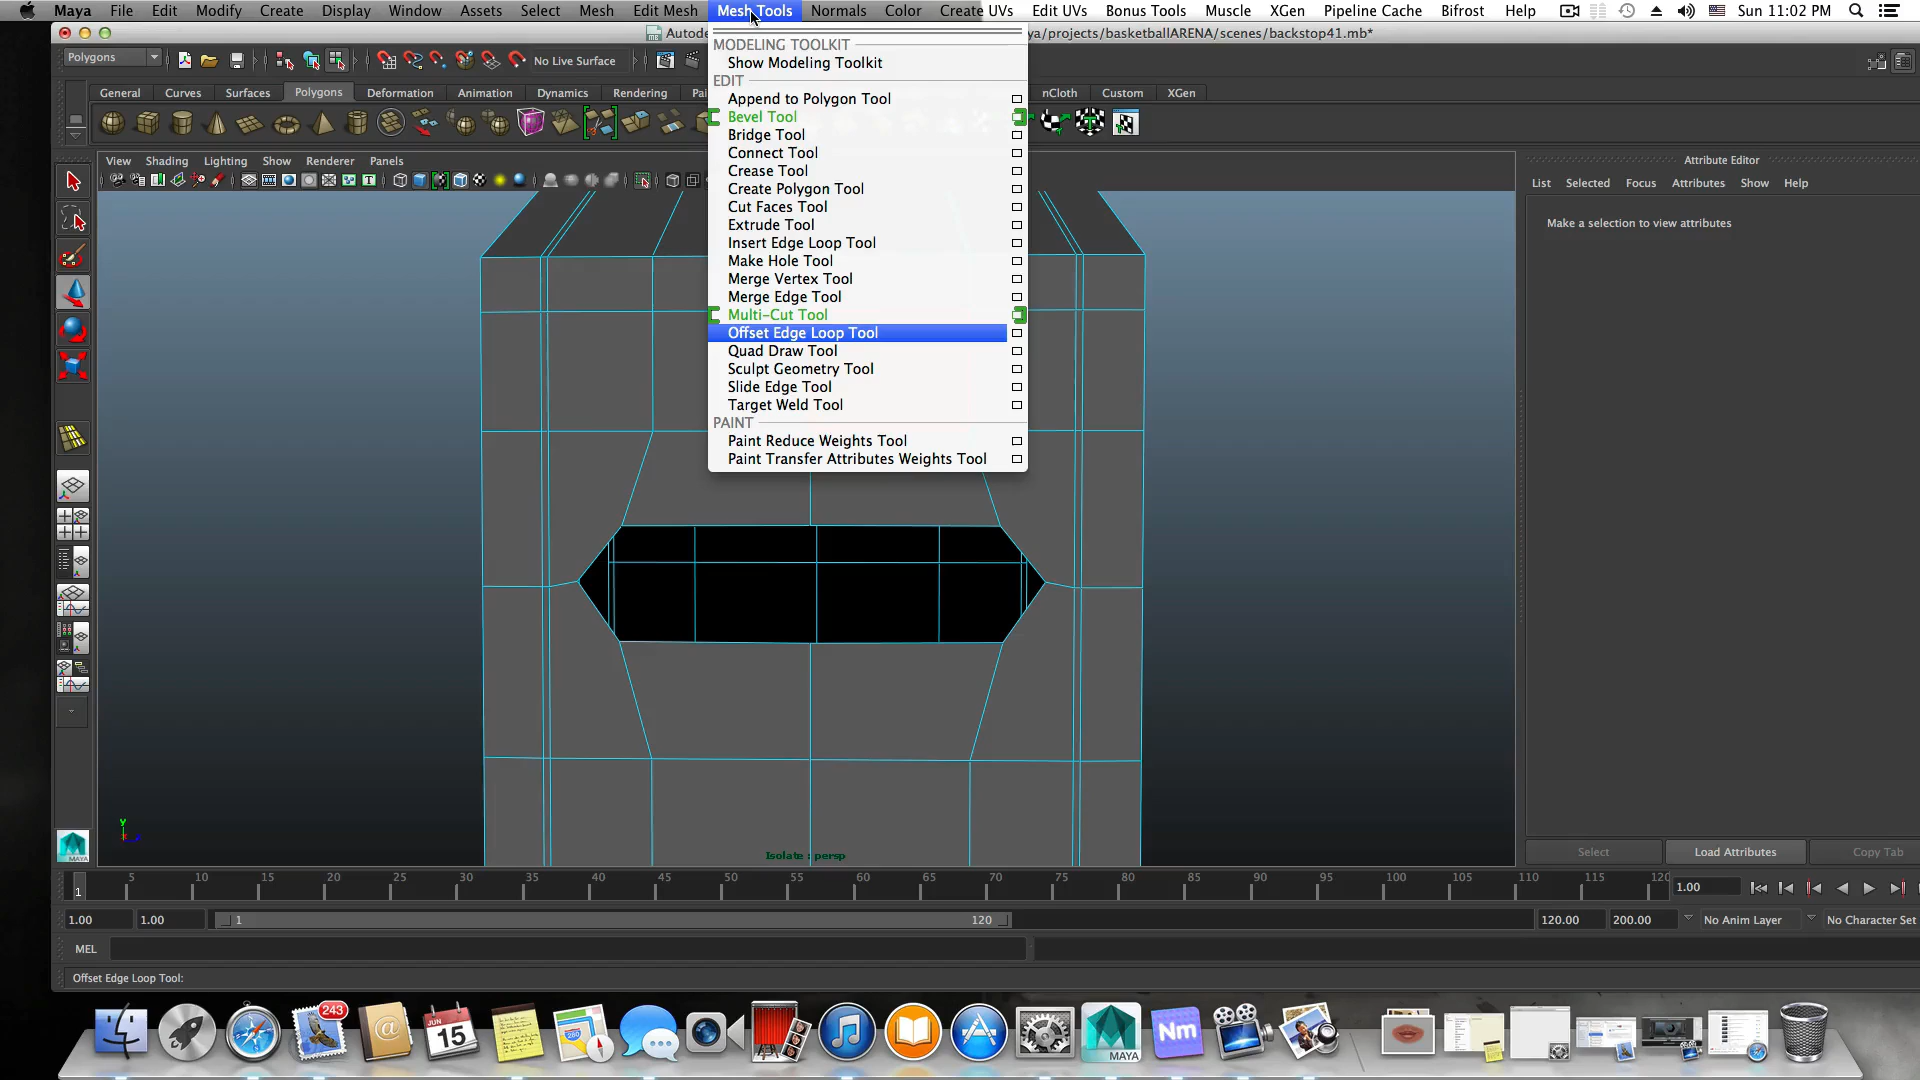 Maya File Edit Modify Create Display Window Assets Select Mesh Edit Mesh Mesh Tools Normals Color Create UVs Edit UVs Bonus Tools Muscle XGen Pipeline Cache Bifrost Help Sun 11:02 PM
Autode ya/projects/basketballARENA/scenes/backstop41.mb*
Polygons No Live Surface
General Curves Surfaces Polygons Deformation Animation Dynamics Rendering Pai nCloth Custom XGen
View Shading Lighting Show Renderer Panels
MODELING TOOLKIT
Show Modeling Toolkit
EDIT
Append to Polygon Tool
Bevel Tool
Bridge Tool
Connect Tool
Crease Tool
Create Polygon Tool
Cut Faces Tool
Extrude Tool
Insert Edge Loop Tool
Make Hole Tool
Merge Vertex Tool
Merge Edge Tool
Multi-Cut Tool
Offset Edge Loop Tool
Quad Draw Tool
Sculpt Geometry Tool
Slide Edge Tool
Target Weld Tool
PAINT
Paint Reduce Weights Tool
Paint Transfer Attributes Weights Tool
Attribute Editor
List Selected Focus Attributes Show Help
Make a selection to view attributes
Select Load Attributes Copy Tab
y
Isolate : persp
MAYA
1 5 10 15 20 25 30 35 40 45 50 55 60 65 70 75 80 85 90 95 100 105 110 115 120 1.00
1.00 1.00 1 120 120.00 200.00 No Anim Layer No Character Set
MEL
Offset Edge Loop Tool:
243
JUN
15
280
@
MAYA
Nm